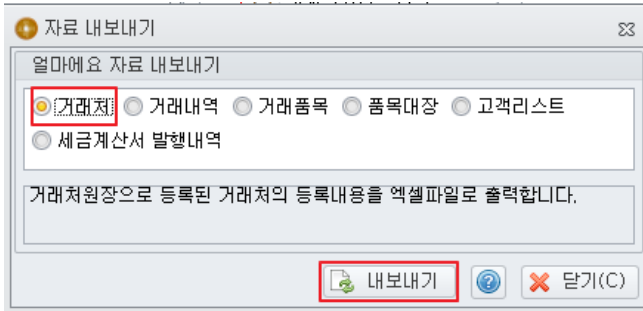 자료 내보내기
얼마에요 자료 내보내기
거래처 거래내역 거래품목 품목대장 고객리스트
세금계산서 발행내역
거래처원장으로 등록된 거래처의 등록내용을 엑셀파일로 출력합니다.
내보내기 ? 닫기(C)